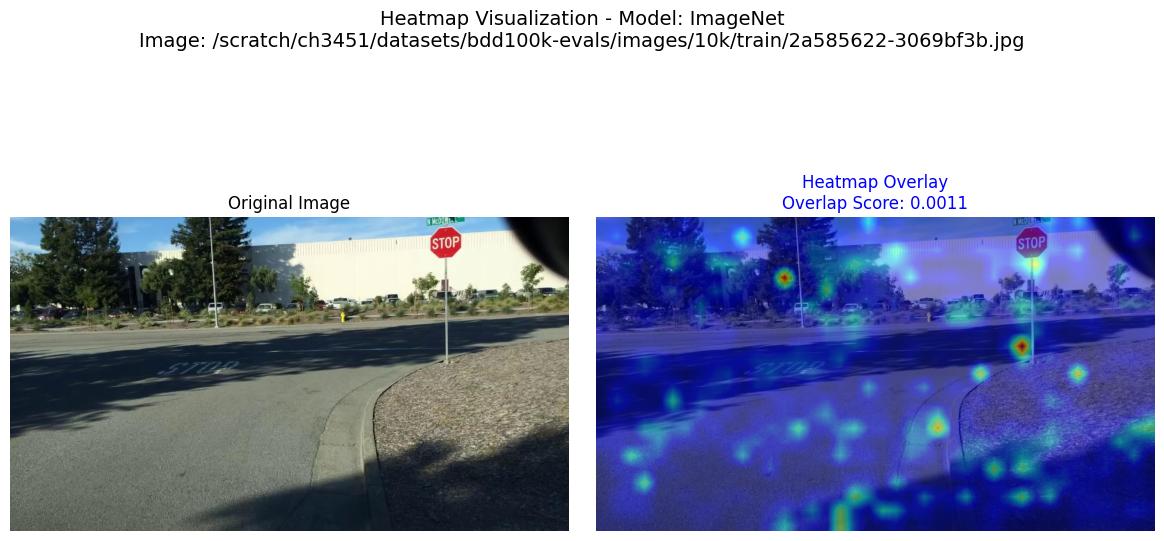 Heatmap Visualization - Model: ImageNet
Image: /scratch/ch3451/datasets/bdd100k-evals/images/10k/train/2a585622-3069bf3b.jpg
Original Image
Heatmap Overlay
Overlap Score: 0.0011
STOP
STOP
STOP